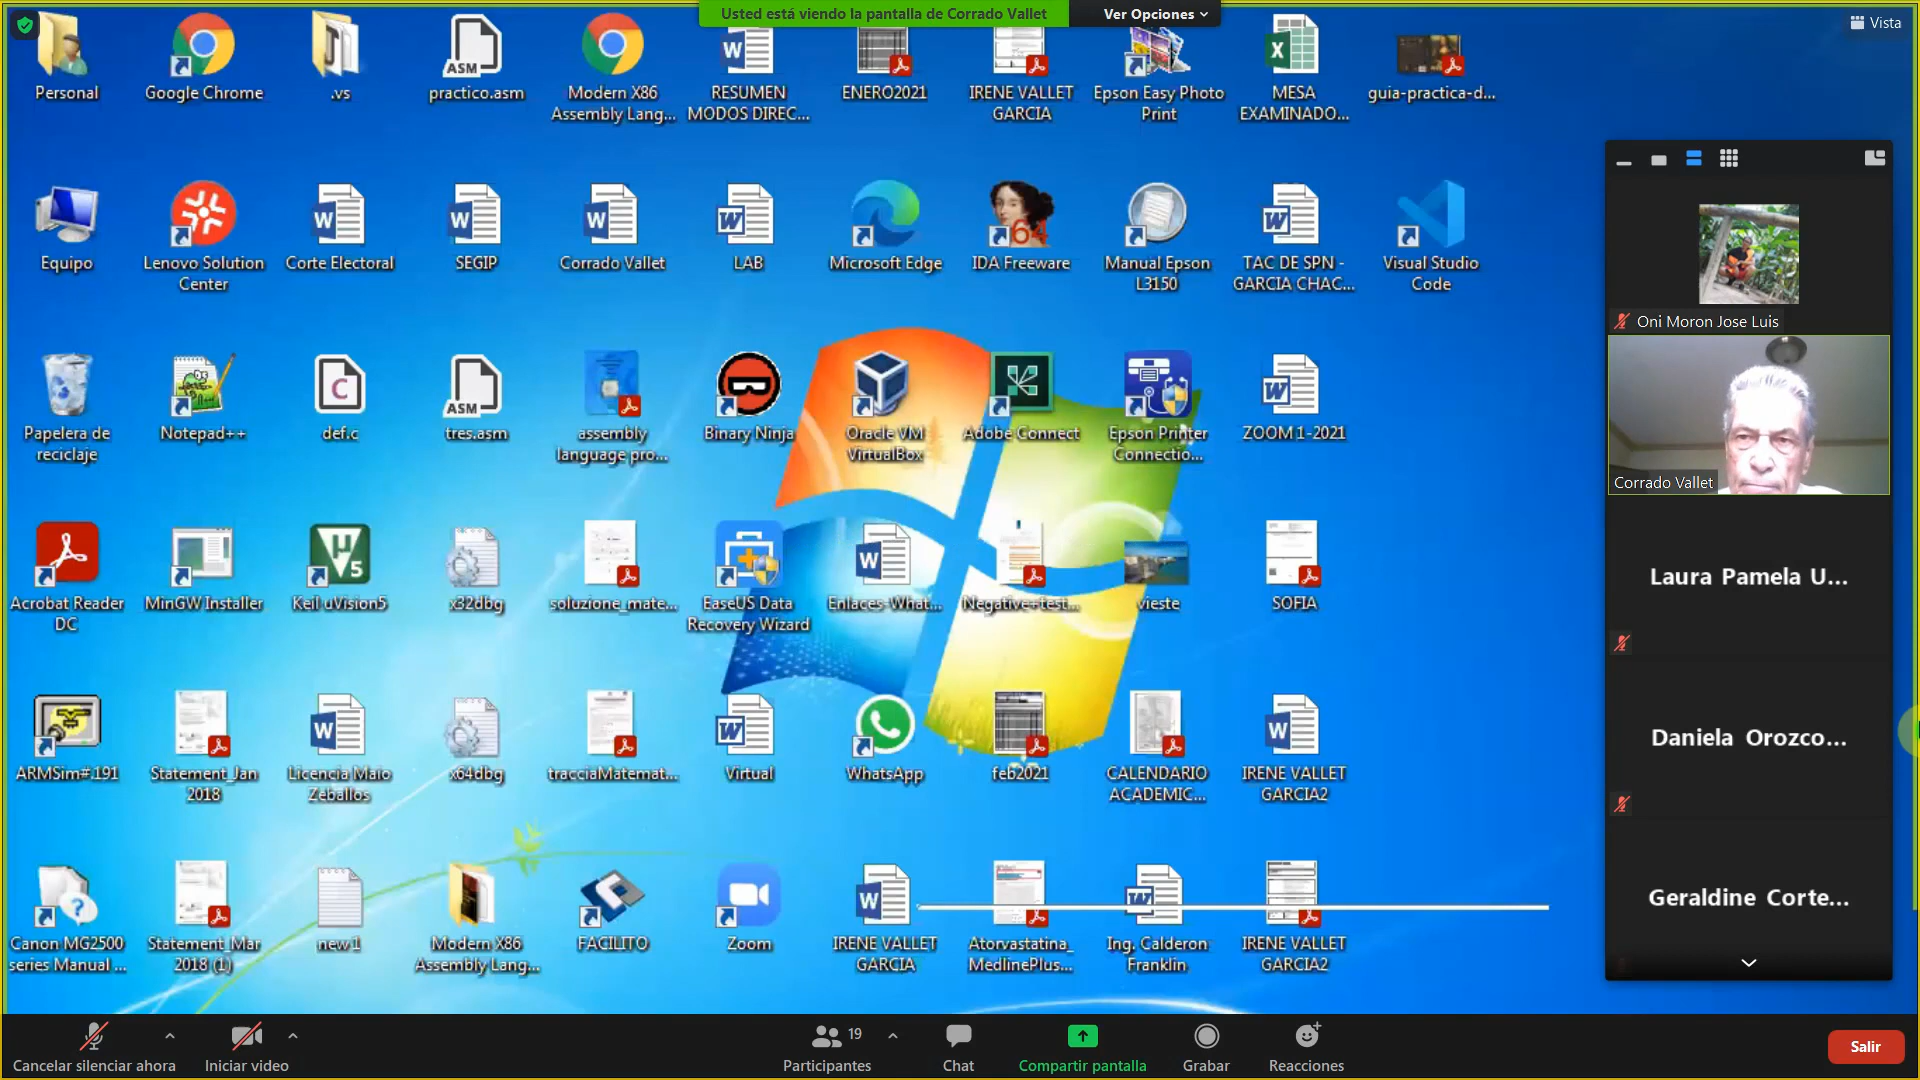 Usted está viendo la pantalla de Corrado Vallet
Ver Opciones
Vista
Personal
Google Chrome
.vs
practico.asm
Modern X86
Assembly Lang...
RESUMEN
MODOS DIREC...
ENERO2021
IRENE VALLET
GARCIA
Epson Easy Photo
Print
MESA
EXAMINADO...
guia-practica-d...
Equipo
Lenovo Solution
Center
Corte Electoral
SEGIP
Corrado Vallet
LAB
Microsoft Edge
IDA Freeware
Manual Epson
L3150
TAC DE SPN -
GARCIA CHAC...
Visual Studio
Code
Papelera de
reciclaje
Notepad++
def.c
tres.asm
assembly
language pro...
Binary Ninja
Oracle VM
VirtualBox
Adobe Connect
Epson Printer
Connectio...
ZOOM 1-2021
Acrobat Reader
DC
MinGW Installer
Keil uVision5
x32dbg
soluzione_mate...
EaseUS Data
Recovery Wizard
Enlaces-What...
Negative+test...
vieste
SOFIA
ARMSim#.191
Statement_Jan
2018
Licencia Maio
Zeballos
x64dbg
tracciaMatemat...
Virtual
WhatsApp
feb2021
CALENDARIO
ACADEMIC...
IRENE VALLET
GARCIA2
Canon MG2500
series Manual ...
Statement_Mar
2018 (1)
new 1
Modern X86
Assembly Lang...
FACILITO
Zoom
IRENE VALLET
GARCIA
Atorvastatina_
MedlinePlus...
Ing. Calderon
Franklin
IRENE VALLET
GARCIA2
Oni Moron Jose Luis
Corrado Vallet
Laura Pamela U...
Daniela Orozco...
Geraldine Corte...
Cancelar silenciar ahora
Iniciar video
Participantes
19
Chat
Compartir pantalla
Grabar
Reacciones
Salir